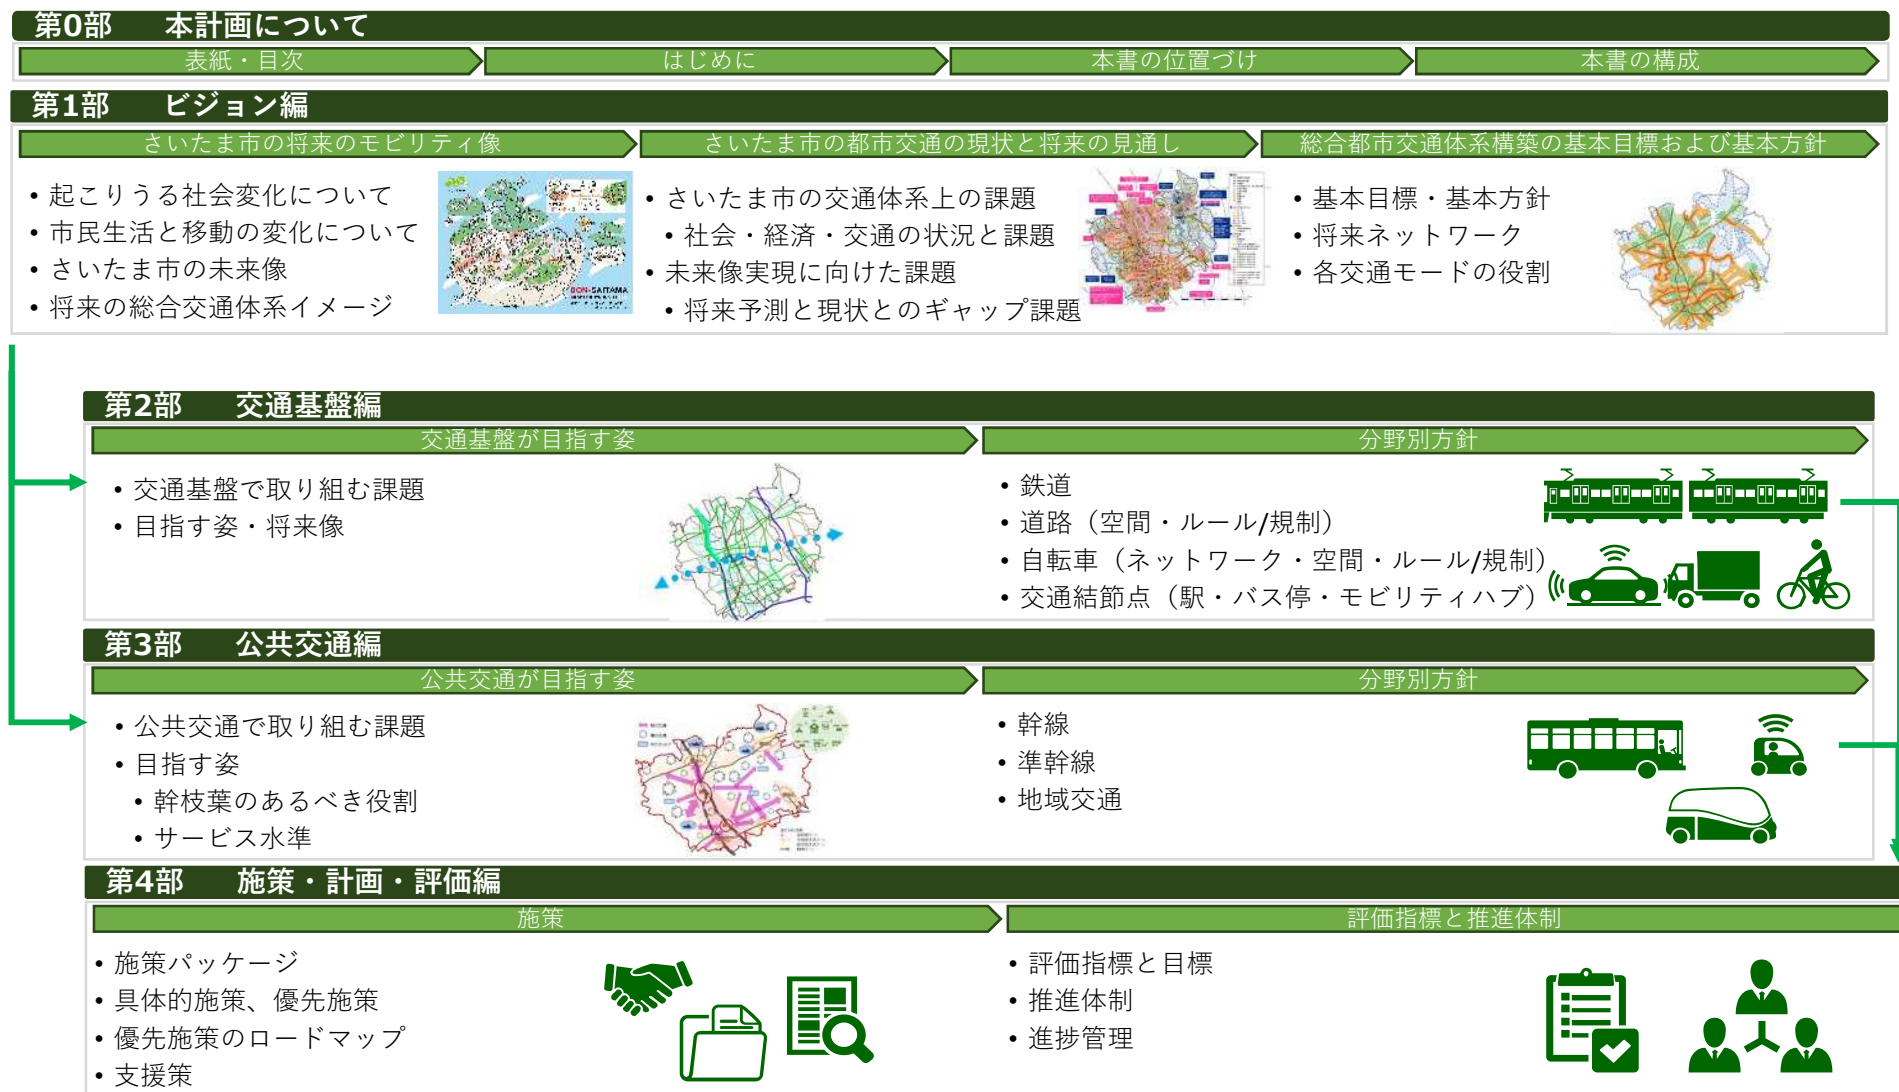 第0部 本計画について
表紙・目次
はじめに
本書の位置づけ
本書の構成
第1部 ビジョン編
さいたま市の将来のモビリティ像
さいたま市の都市交通の現状と将来の見通し
総合都市交通体系構築の基本目標および基本方針
• 起こりうる社会変化について
• 市民生活と移動の変化について
• さいたま市の未来像
• 将来の総合交通体系イメージ
• さいたま市の交通体系上の課題
• 社会・経済・交通の状況と課題
• 未来像実現に向けた課題
• 将来予測と現状とのギャップ課題
• 基本目標・基本方針
• 将来ネットワーク
• 各交通モードの役割
第2部 交通基盤編
交通基盤が目指す姿
分野別方針
• 交通基盤で取り組む課題
• 目指す姿・将来像
• 鉄道
• 道路（空間・ルール/規制）
• 自転車（ネットワーク・空間・ルール/規制）
• 交通結節点（駅・バス停・モビリティハブ）
第3部 公共交通編
公共交通が目指す姿
分野別方針
• 公共交通で取り組む課題
• 目指す姿
• 幹枝葉のあるべき役割
• サービス水準
• 幹線
• 準幹線
• 地域交通
第4部 施策・計画・評価編
施策
評価指標と推進体制
• 施策パッケージ
• 具体的施策、優先施策
• 優先施策のロードマップ
• 支援策
• 評価指標と目標
• 推進体制
• 進捗管理